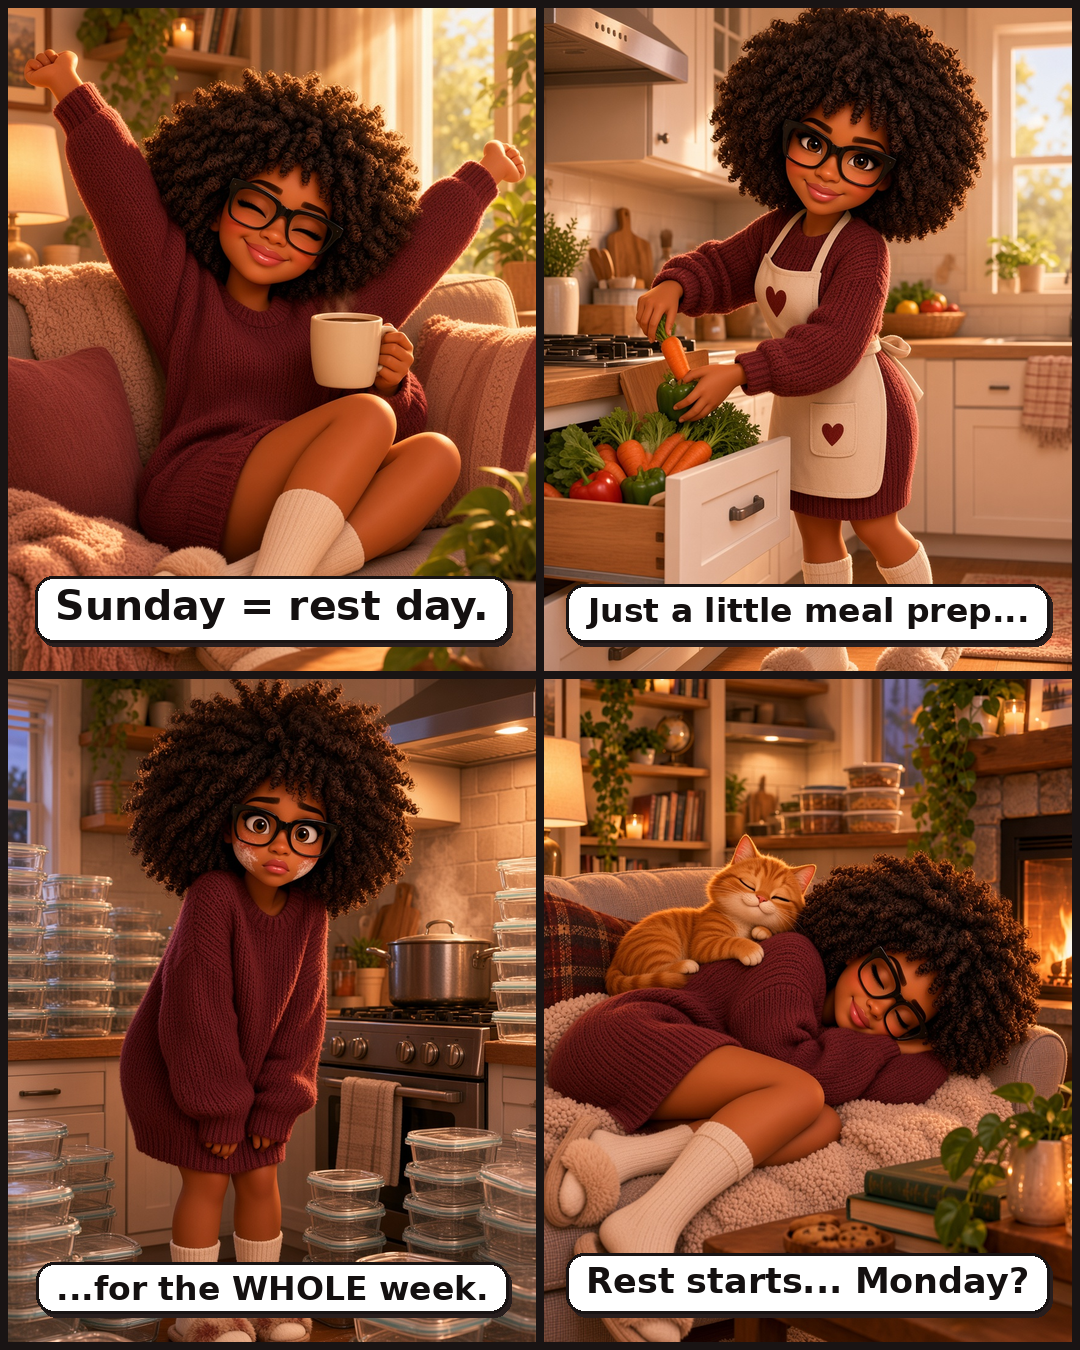 Sunday = rest day.
Just a little meal prep...
...for the WHOLE week.
Rest starts... Monday?